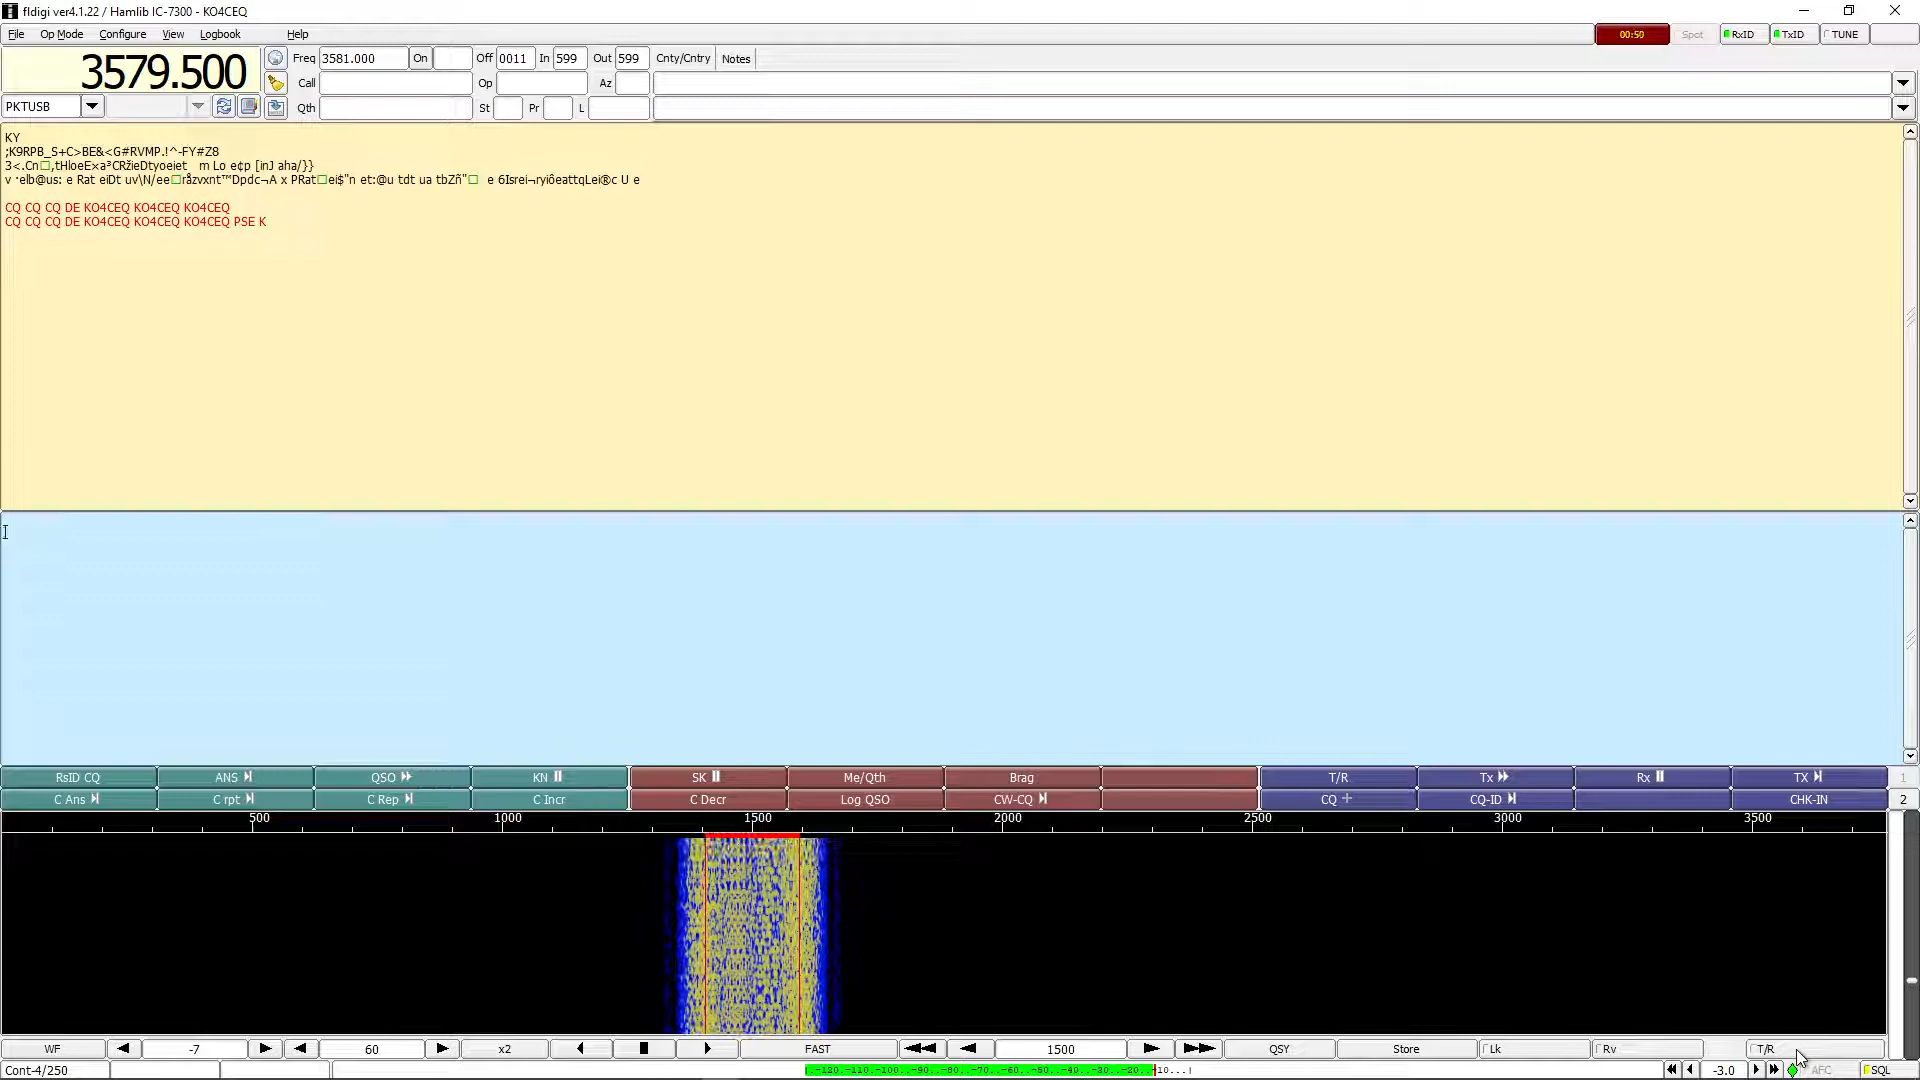 fldigi ver4.1.22 / Hamlib IC-7300 - KO4CEQ
File Op Mode Configure View Logbook Help
00:59 Spot RxID TxID TUNE
3579.500
Freq 3581.000 On Off 0011 In 599 Out 599 Cnty/Cntry Notes
Call Op Az
PKTUSB Qth St Pr L
KY
;K9RPB_S+C>BE&<G#RVMP.!^-FY#Z8
m Lo e¢p [inJ aha/}}
CQ CQ CQ DE KO4CEQ KO4CEQ KO4CEQ
CQ CQ CQ DE KO4CEQ KO4CEQ KO4CEQ PSE K
RsID CQ ANS QSO KN SK Me/Qth Brag T/R Tx Rx TX 1
C Ans C rpt C Rep C Incr C Decr Log QSO CW-CQ CQ CQ-ID CHK-IN 2
500 1000 1500 2000 2500 3000 3500
WF -7 60 x2 FAST 1500 QSY Store Lk Rv T/R
Cont-4/250 -3.0 AFC SQL